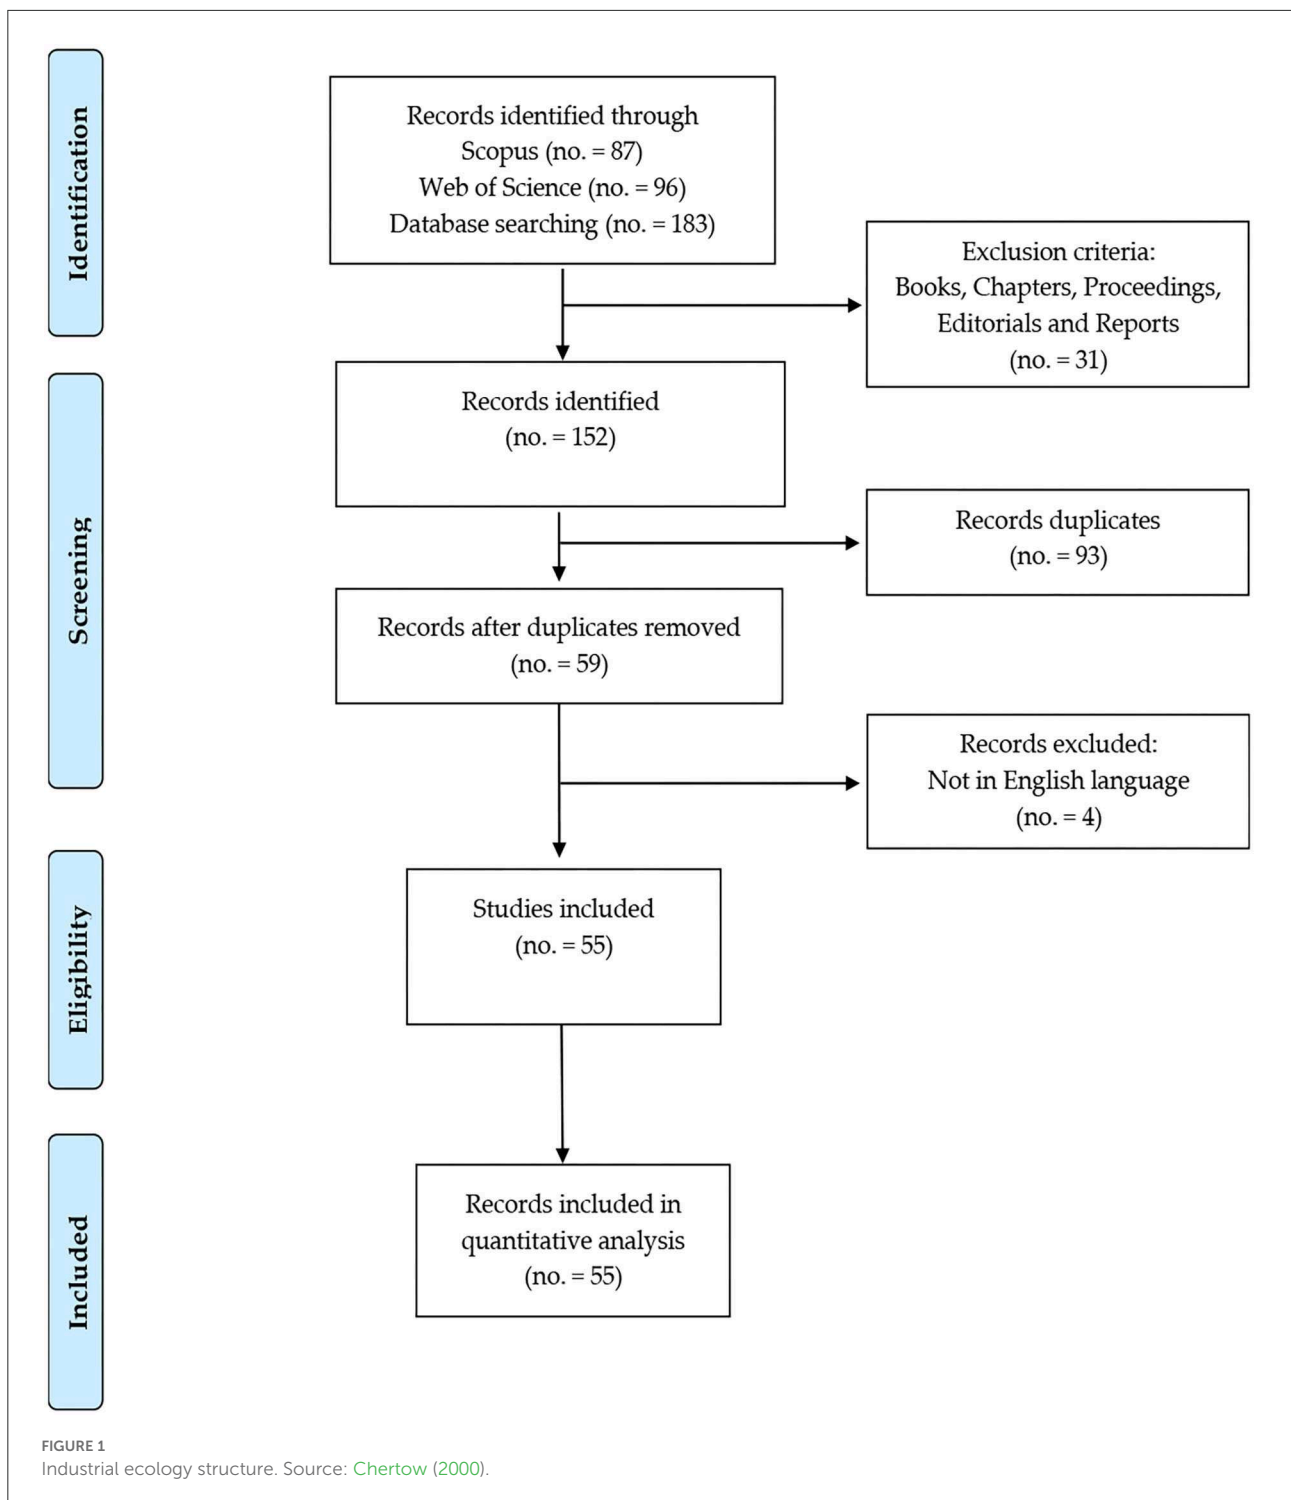 Identification
Records identified through
Scopus (no. = 87)
Web of Science (no. = 96)
Database searching (no. = 183)
Exclusion criteria:
Books, Chapters, Proceedings,
Editorials and Reports
(no. = 31)
Screening
Records identified
(no. = 152)
Records duplicates
(no. = 93)
Records after duplicates removed
(no. = 59)
Records excluded:
Not in English language
(no. = 4)
Eligibility
Studies included
(no. = 55)
Included
Records included in
quantitative analysis
(no. = 55)
FIGURE 1
Industrial ecology structure. Source: Chertow (2000).